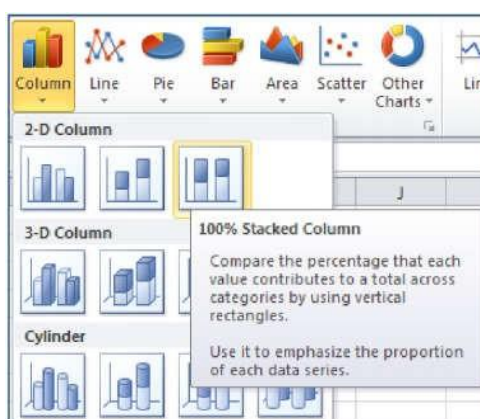 Column Line Pie Bar Area Scatter Other Charts
2-D Column
J
3-D Column
100% Stacked Column
Compare the percentage that each
value contributes to a total across
categories by using vertical
rectangles.
Use it to emphasize the proportion
of each data series.
Cylinder